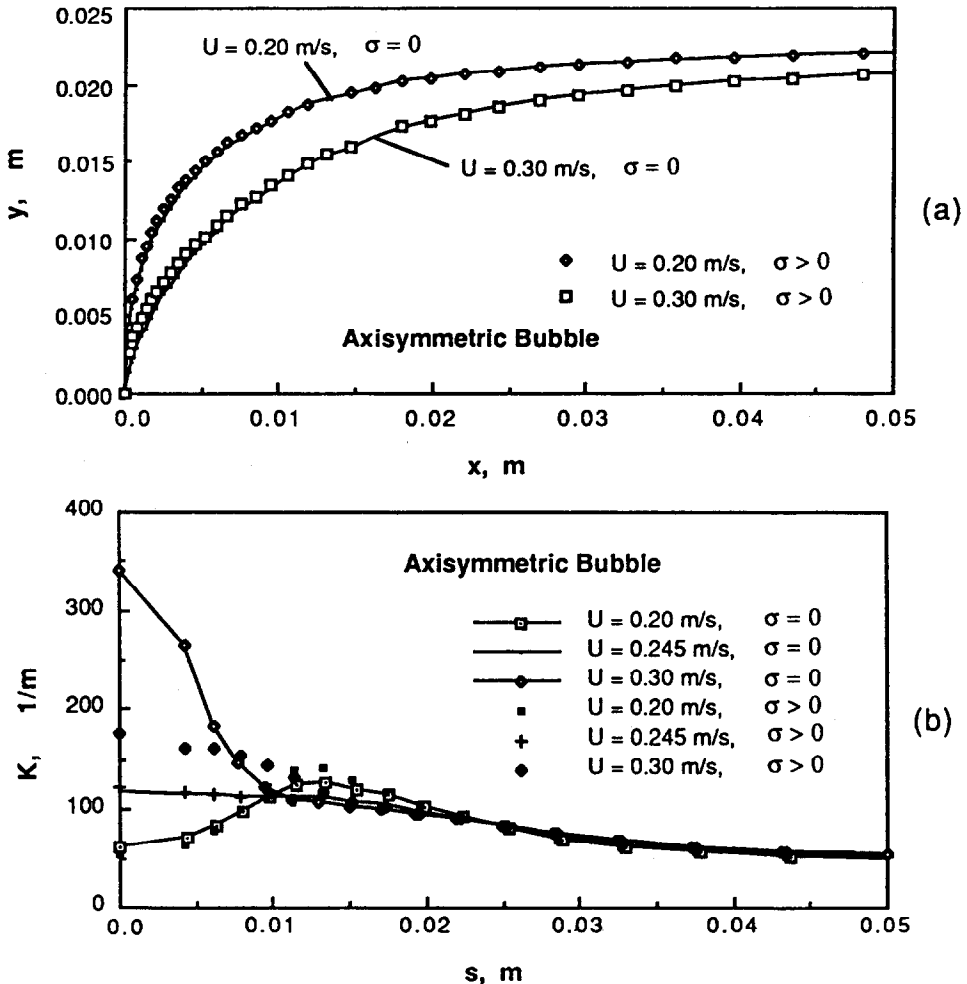 0.025
0.020
0.015
0.010
0.005
0.000
y, m
U = 0.20 m/s, σ = 0
U = 0.30 m/s, σ = 0
U = 0.20 m/s, σ > 0
U = 0.30 m/s, σ > 0
Axisymmetric Bubble
(a)
0.0 0.01 0.02 0.03 0.04 0.05
x, m
400
300
200
100
0
K, 1/m
Axisymmetric Bubble
U = 0.20 m/s, σ = 0
U = 0.245 m/s, σ = 0
U = 0.30 m/s, σ = 0
U = 0.20 m/s, σ > 0
U = 0.245 m/s, σ > 0
U = 0.30 m/s, σ > 0
(b)
0.0 0.01 0.02 0.03 0.04 0.05
s, m